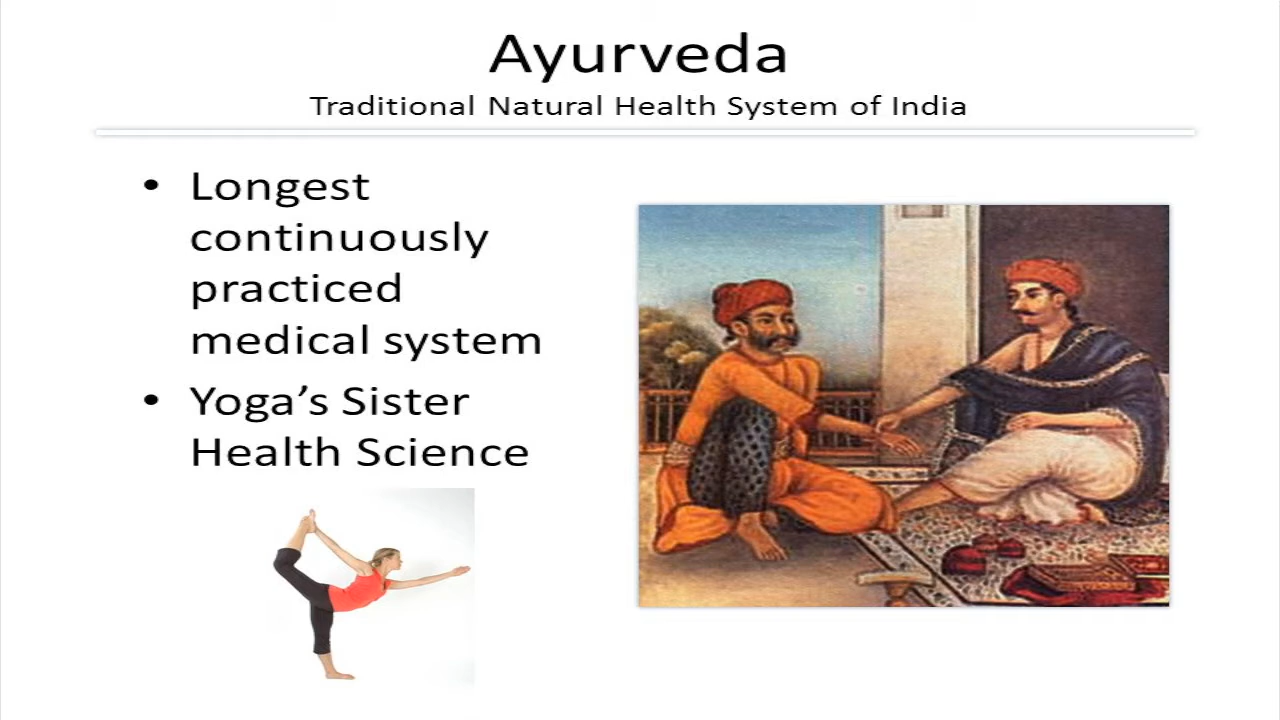 Ayurveda
Traditional Natural Health System of India
• Longest
continuously
practiced
medical system
• Yoga’s Sister
Health Science